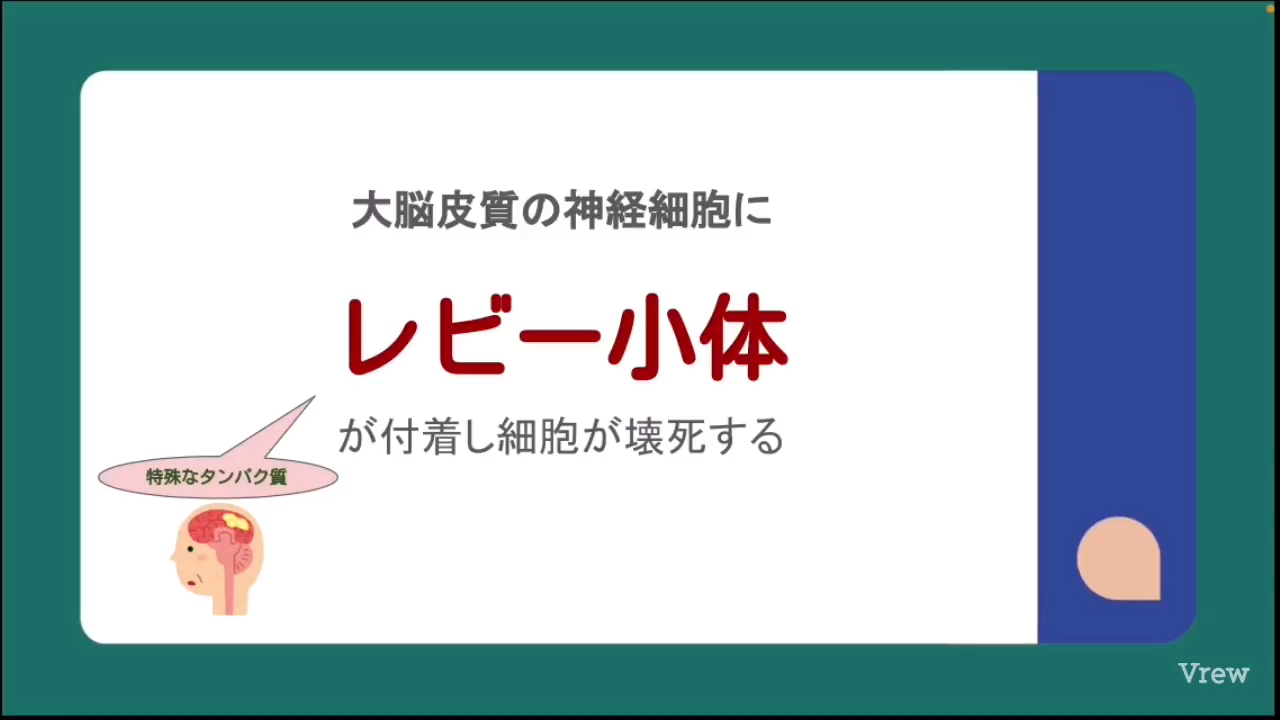 大脳皮質の神経細胞に
レビー小体
が付着し細胞が壊死する
特殊なタンパク質
Vrew